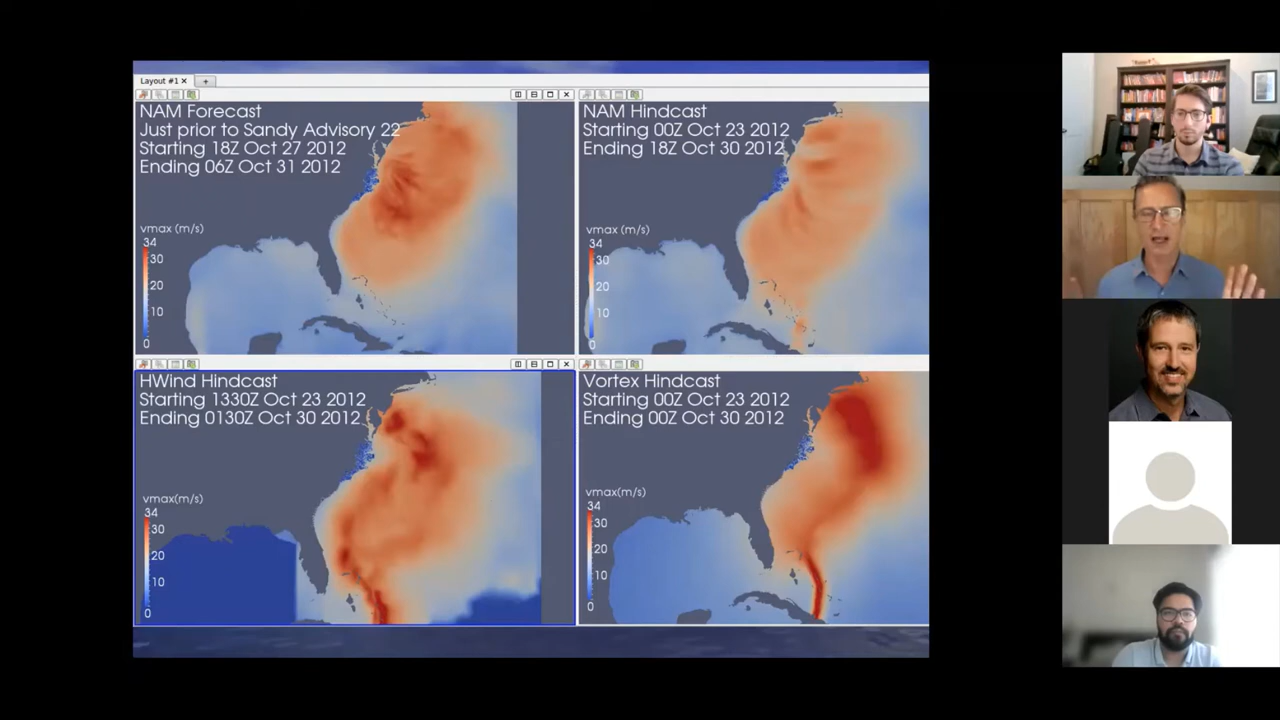 Layout #1
NAM Forecast
Just prior to Sandy Advisory 22
Starting 18Z Oct 27 2012
Ending 06Z Oct 31 2012
vmax (m/s)
34
30
20
10
0
NAM Hindcast
Starting 00Z Oct 23 2012
Ending 18Z Oct 30 2012
vmax (m/s)
34
30
20
10
0
HWind Hindcast
Starting 1330Z Oct 23 2012
Ending 0130Z Oct 30 2012
vmax(m/s)
34
30
20
10
0
Vortex Hindcast
Starting 00Z Oct 23 2012
Ending 00Z Oct 30 2012
vmax (m/s)
34
30
20
10
0